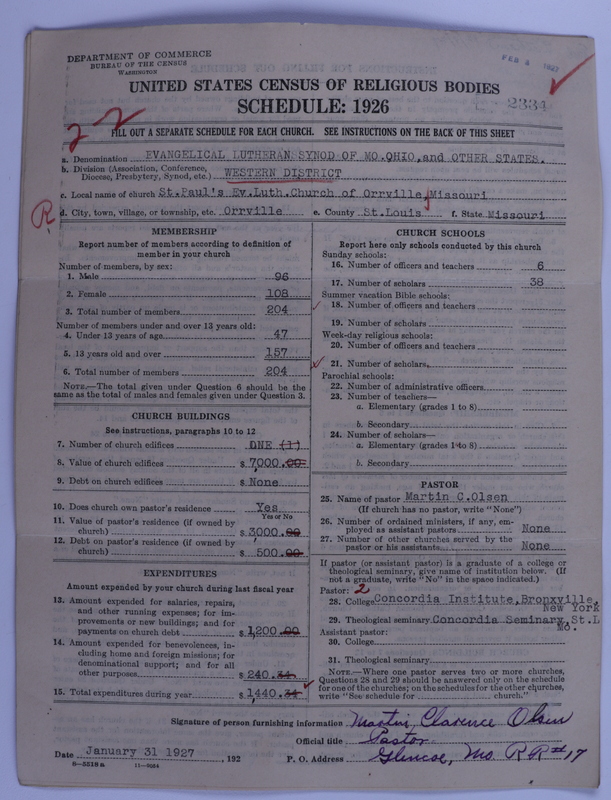 DEPARTMENT OF COMMERCE
BUREAU OF THE CENSUS
WASHINGTON
FEB 3 1927
UNITED STATES CENSUS OF RELIGIOUS BODIES
SCHEDULE: 1926
2334
22
FILL OUT A SEPARATE SCHEDULE FOR EACH CHURCH. SEE INSTRUCTIONS ON THE BACK OF THIS SHEET
a. Denomination EVANGELICAL LUTHERAN SYNOD OF MO.OHIO,and OTHER STATES.
b. Division (Association, Conference, Diocese, Presbytery, Synod, etc.) WESTERN DISTRICT
c. Local name of church St.Paul's Ev.Luth.Church of Orrville,Missouri
R
d. City, town, village, or township, etc. Orrville e. County St.Louis f. State Missouri
MEMBERSHIP
Report number of members according to definition of
member in your church
Number of members, by sex:
1. Male 96
2. Female 108
3. Total number of members 204
Number of members under and over 13 years old:
4. Under 13 years of age 47
5. 13 years old and over 157
6. Total number of members 204
NOTE.—The total given under Question 6 should be
same as the total of males and females given under Question 3.
CHURCH BUILDINGS
See instructions, paragraphs 10 to 12
7. Number of church edifices ONE (1)
8. Value of church edifices $ 7000.00
9. Debt on church edifices $ None
10. Does church own pastor's residence Yes
Yes or No
11. Value of pastor's residence (if owned by
church) $ 3000.00
12. Debt on pastor's residence (if owned by
church) $ 500.00
EXPENDITURES
Amount expended by your church during last fiscal year
13. Amount expended for salaries, repairs,
and other running expenses; for im-
provements or new buildings; and for
payments on church debt $ 1,200.00
14. Amount expended for benevolences, in-
cluding home and foreign missions; for
denominational support; and for all
other purposes $ 240.34
15. Total expenditures during year $ 1440.34
CHURCH SCHOOLS
Report here only schools conducted by this church
Sunday schools:
16. Number of officers and teachers 6
17. Number of scholars 38
Summer vacation Bible schools:
18. Number of officers and teachers
19. Number of scholars
Week-day religious schools:
20. Number of officers and teachers
21. Number of scholars
Parochial schools:
22. Number of administrative officers
23. Number of teachers—
a. Elementary (grades 1 to 8)
b. Secondary
24. Number of scholars—
a. Elementary (grades 1 to 8)
b. Secondary
PASTOR
25. Name of pastor Martin C.Olsen
(If church has no pastor, write "None")
26. Number of ordained ministers, if any, em-
ployed as assistant pastors None
27. Number of other churches served by the
pastor or his assistants None
If pastor (or assistant pastor) is a graduate of a college or
theological seminary, give name of institution below. (If
not a graduate, write "No" in the space indicated.)
Pastor: 2
28. College Concordia Institute,Bronxville,
New York
29. Theological seminary Concordia Seminary,St.L
Mo.
Assistant pastor:
30. College
31. Theological seminary
NOTE.—Where one pastor serves two or more churches,
Questions 28 and 29 should be answered only on the schedule
for one of the churches; on the schedules for the other churches,
write "See schedule for church."
Signature of person furnishing information Martin Clarence Olsen
Official title Pastor
Date January 31 1927, 192 P. O. Address Glencoe, Mo. RR#17
8—5518a 11—9054